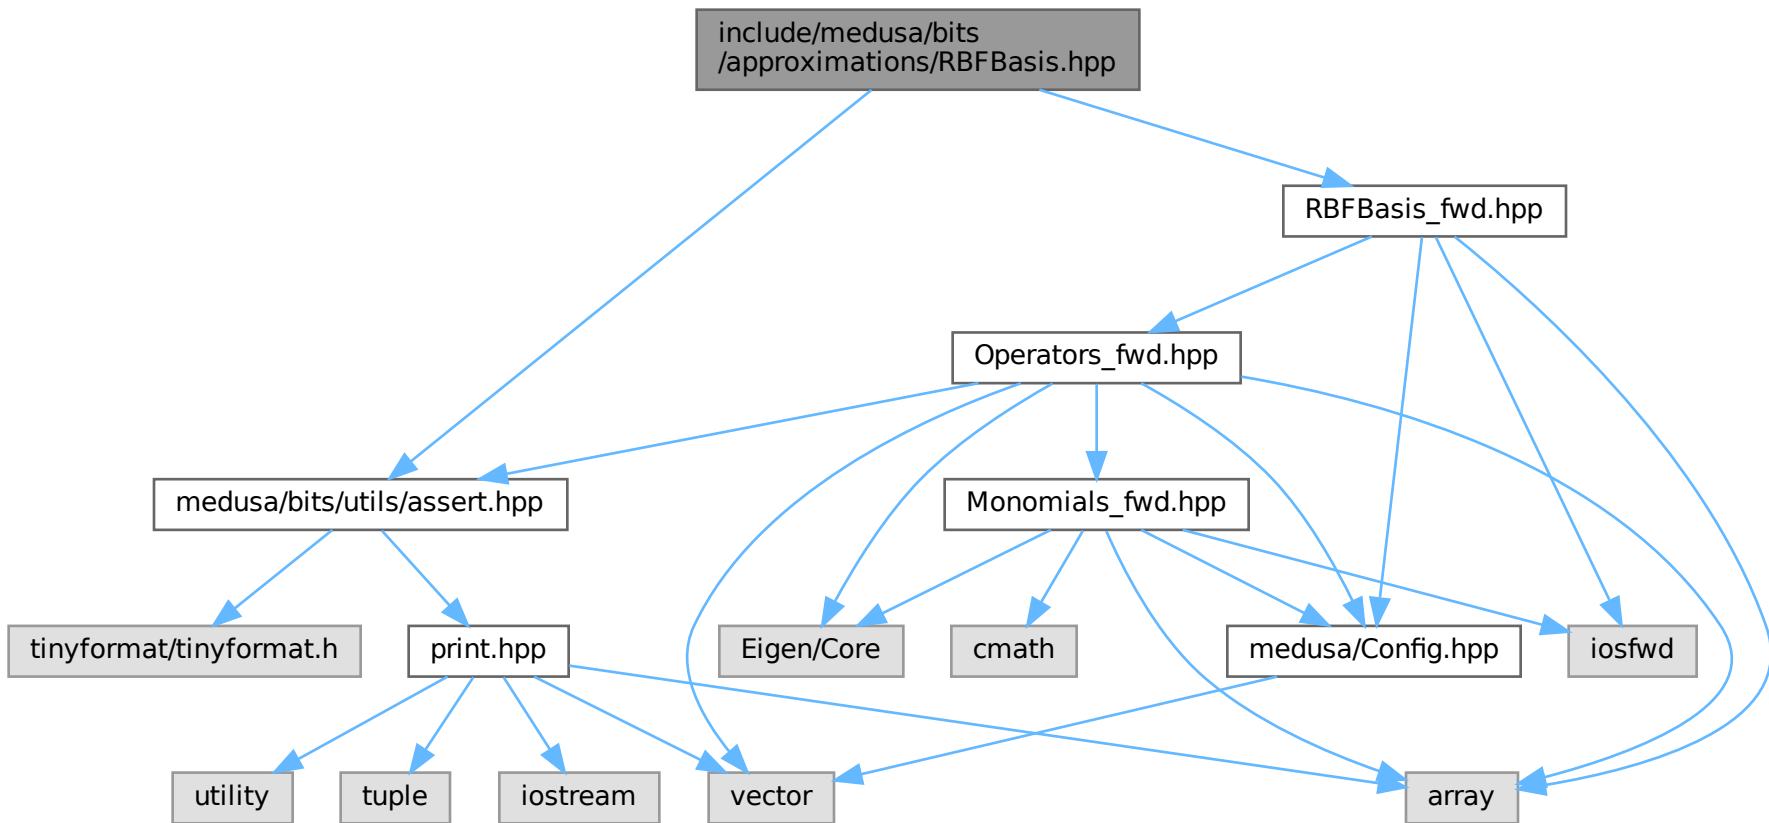 include/medusa/bits
/approximations/RBFBasis.hpp
RBFBasis_fwd.hpp
Operators_fwd.hpp
medusa/bits/utils/assert.hpp
Monomials_fwd.hpp
tinyformat/tinyformat.h
print.hpp
Eigen/Core
cmath
medusa/Config.hpp
iosfwd
utility
tuple
iostream
vector
array